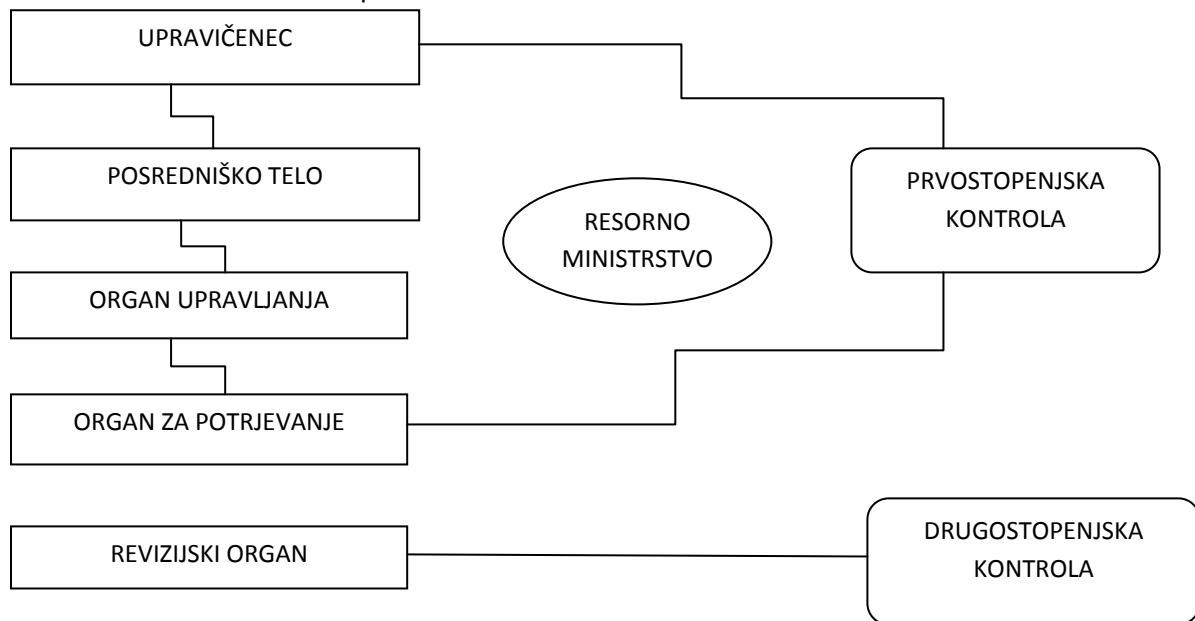 UPRAVIČENEC
POSREDNIŠKO TELO
PRVOSTOPENJSKA
KONTROLA
RESORNO
MINISTRSTVO
ORGAN UPRAVLJANJA
ORGAN ZA POTRJEVANJE
REVIZIJSKI ORGAN
DRUGOSTOPENJSKA
KONTROLA